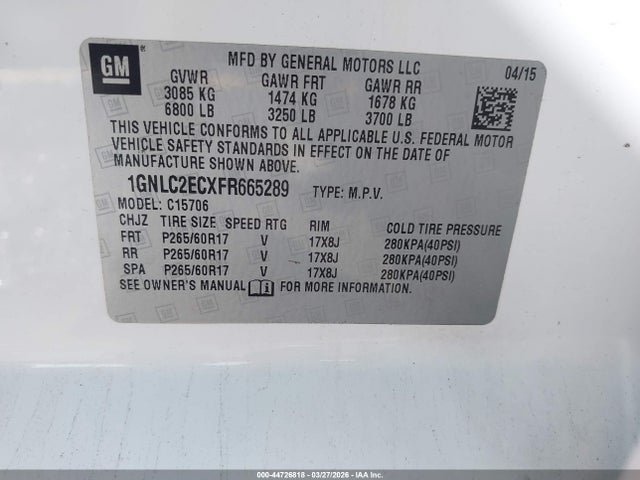 GM
®
MFD BY GENERAL MOTORS LLC 04/15
GVWR GAWR FRT GAWR RR
3085 KG 1474 KG 1678 KG
6800 LB 3250 LB 3700 LB
THIS VEHICLE CONFORMS TO ALL APPLICABLE U.S. FEDERAL MOTOR
VEHICLE SAFETY STANDARDS IN EFFECT ON THE DATE OF
MANUFACTURE SHOWN ABOVE.
1GNLC2ECXFR665289 TYPE: M.P.V.
MODEL: C15706
CHJZ TIRE SIZE SPEED RTG RIM COLD TIRE PRESSURE
FRT P265/60R17 V 17X8J 280KPA(40PSI)
RR P265/60R17 V 17X8J 280KPA(40PSI)
SPA P265/60R17 V 17X8J 280KPA(40PSI)
SEE OWNER'S MANUAL FOR MORE INFORMATION.
000-44726818 | 03/27/2026 - IAA Corp.